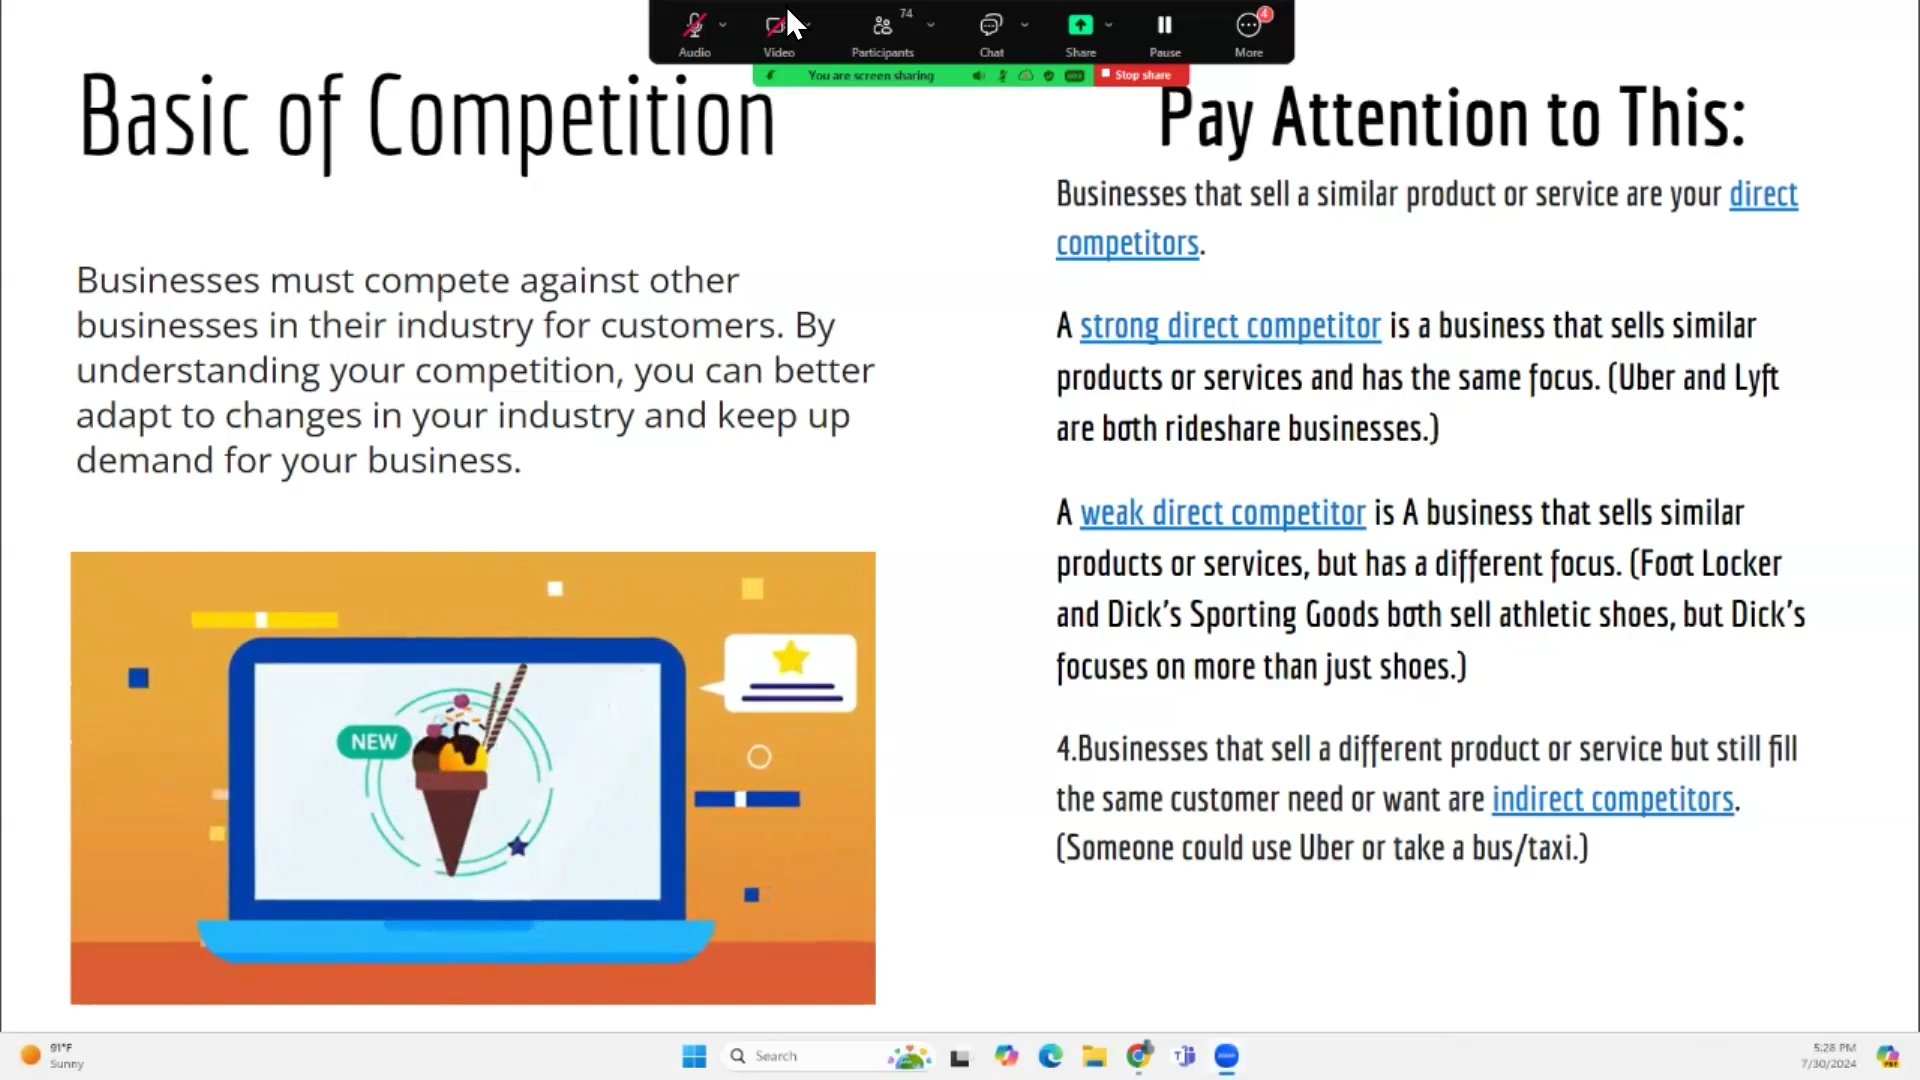 74
4
Audio
Video
Participants
Chat
Share
Pause
More
You are screen sharing
Stop share
Basic of Competition
Businesses must compete against other
businesses in their industry for customers. By
understanding your competition, you can better
adapt to changes in your industry and keep up
demand for your business.
NEW
Pay Attention to This:
Businesses that sell a similar product or service are your direct
competitors.
A strong direct competitor is a business that sells similar
products or services and has the same focus. (Uber and Lyft
are both rideshare businesses.)
A weak direct competitor is A business that sells similar
products or services, but has a different focus. (Foot Locker
and Dick's Sporting Goods both sell athletic shoes, but Dick's
focuses on more than just shoes.)
4.Businesses that sell a different product or service but still fill
the same customer need or want are indirect competitors.
(Someone could use Uber or take a bus/taxi.)
91°F
Sunny
Search
5:28 PM
7/30/2024